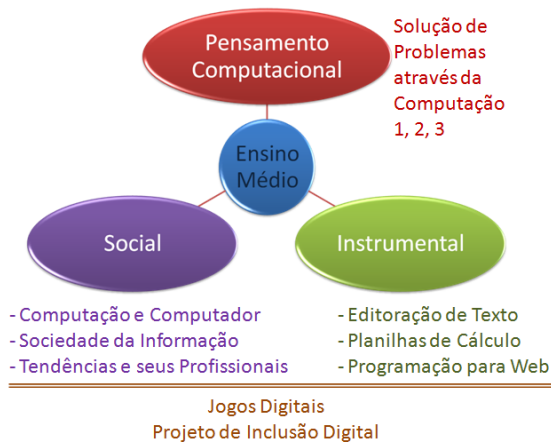 Pensamento
Computacional
Solução de
Problemas
através da
Computação
1, 2, 3
Ensino
Médio
Social
Instrumental
- Computação e Computador
- Sociedade da Informação
- Tendências e seus Profissionais
- Editoração de Texto
- Planilhas de Cálculo
- Programação para Web
Jogos Digitais
Projeto de Inclusão Digital